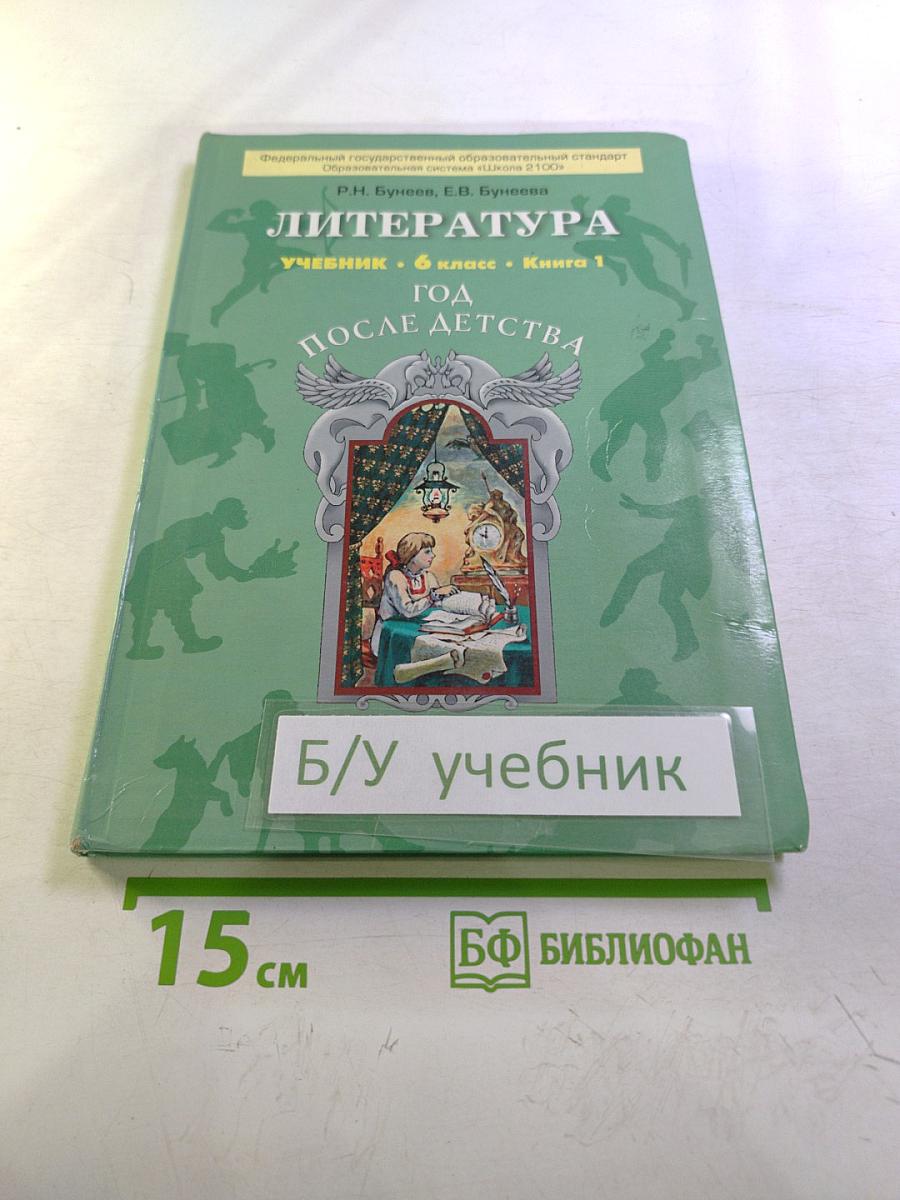 Федеральный государственный образовательный стандарт
Образовательная система «Школа 2100»
Р.Н. Бунеев, Е.В. Бунеева
ЛИТЕРАТУРА
УЧЕБНИК • 6 класс • Книга 1
ГОД
ПОСЛЕ ДЕТСТВА
Б/У учебник
15 см
БФ БИБЛИОФАН